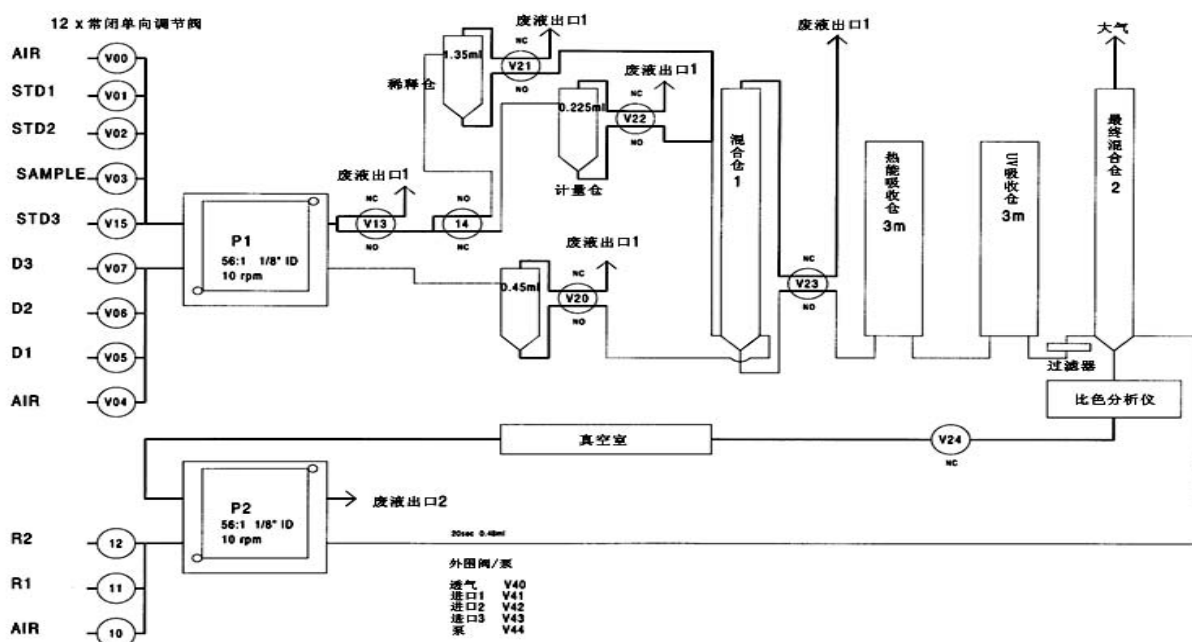 12 x常闭单向调节阀
废液出口1
废液出口1
大气
AIR
V00
NC
V21
NO
1.35ml
稀释仓
STD1
V01
废液出口1
NC
V22
NO
0.225ml
计量仓
STD2
V02
SAMPLE
V03
STD3
V15
P1
56:1 1/8" ID
10 rpm
废液出口1
NC
V13
NO
NO
14
NC
混合仓1
热能吸收仓
3m
UV吸收仓
3m
最终混合仓2
D3
V07
0.45ml
废液出口1
NC
V20
NO
NC
V23
NO
D2
V06
D1
V05
过滤器
AIR
V04
比色分析仪
真空室
V24
NC
P2
56:1 1/8" ID
10 rpm
废液出口2
R2
12
20sec 0.48ml
R1
11
AIR
10
外围阀/泵
透气 V40
进口1 V41
进口2 V42
进口3 V43
泵 V44